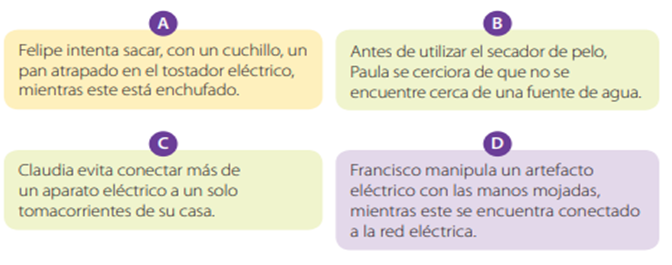 A
Felipe intenta sacar, con un cuchillo, un
pan atrapado en el tostador eléctrico,
mientras este está enchufado.
B
Antes de utilizar el secador de pelo,
Paula se cerciora de que no se
encuentre cerca de una fuente de agua.
C
Claudia evita conectar más de
un aparato eléctrico a un solo
tomacorrientes de su casa.
D
Francisco manipula un artefacto
eléctrico con las manos mojadas,
mientras este se encuentra conectado
a la red eléctrica.